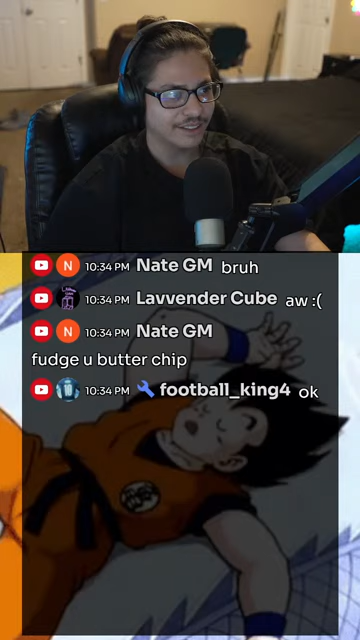 N 10:34 PM Nate GM bruh
10:34 PM Lavvender Cube aw :(
N 10:34 PM Nate GM
fudge u butter chip
10 10:34 PM football_king4 ok